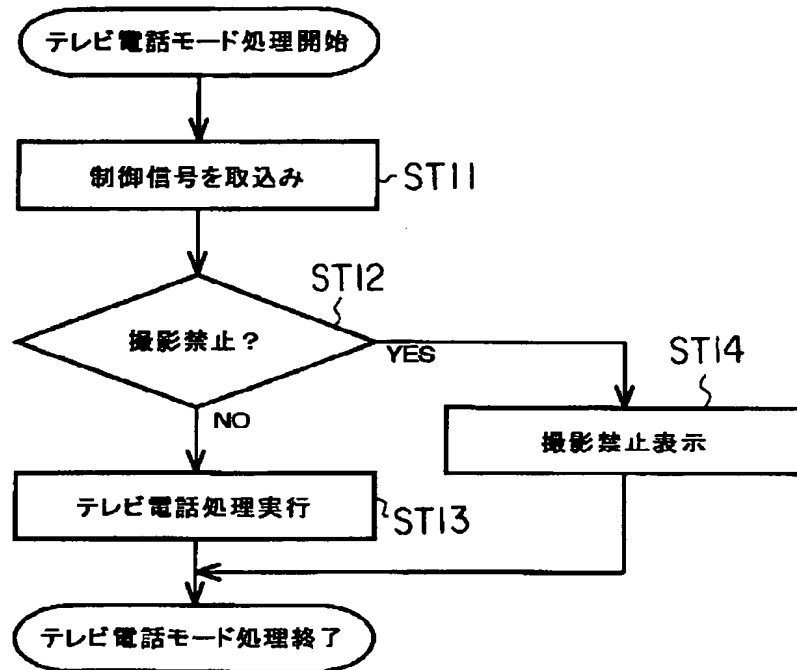 テレビ電話モード処理開始
制御信号を取込み
ST11
ST12
撮影禁止?
YES
NO
ST14
撮影禁止表示
テレビ電話処理実行
ST13
テレビ電話モード処理終了